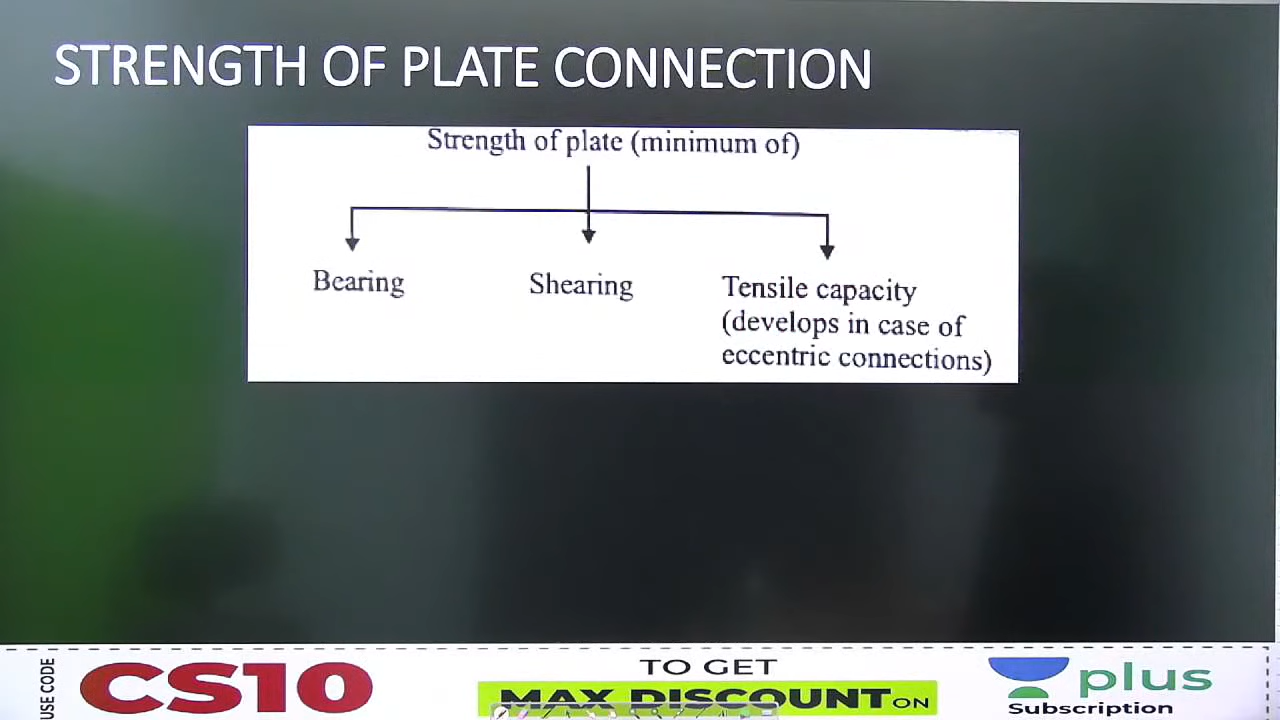 STRENGTH OF PLATE CONNECTION
Strength of plate (minimum of)
Bearing
Shearing
Tensile capacity
(develops in case of
eccentric connections)
USE CODE
CS10
TO GET
MAX DISCOUNT ON
plus
Subscription